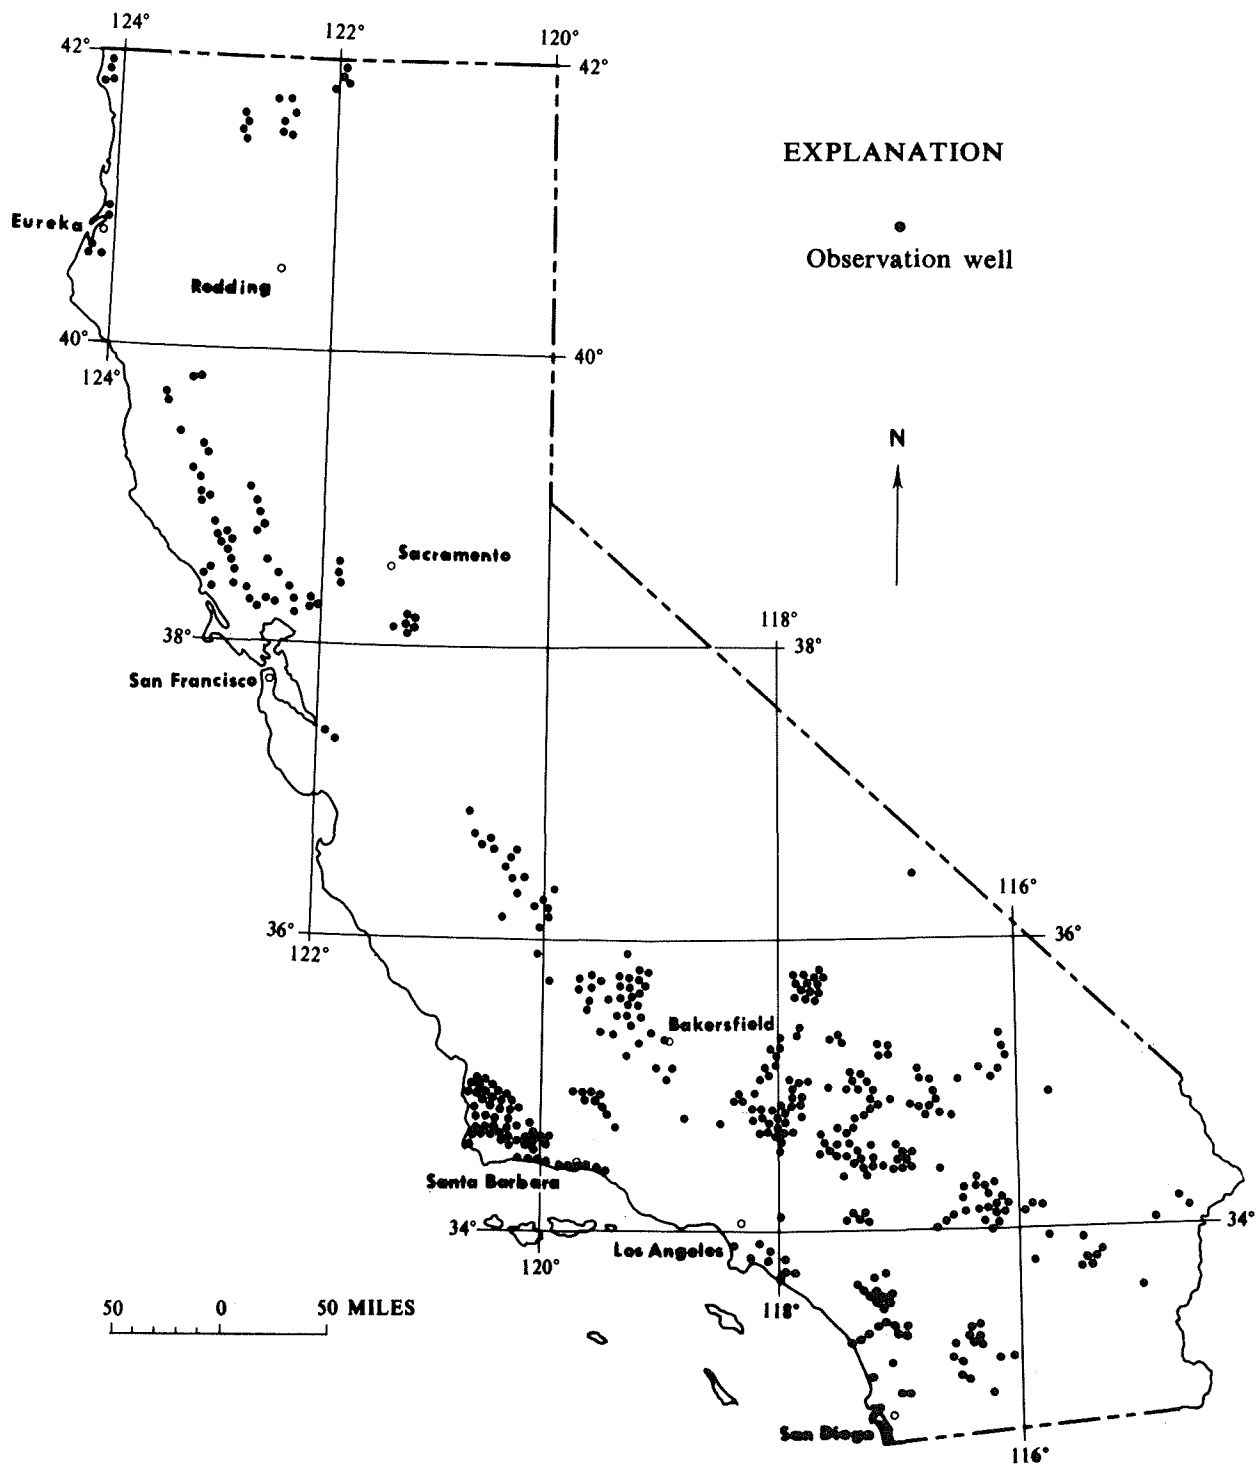 124°
122°
120°
42°
42°
EXPLANATION
Observation well
Eureka
Redding
40°
40°
124°
N
Sacramento
118°
38°
38°
San Francisco
116°
36°
36°
122°
Bakersfield
Santa Barbara
34°
34°
Los Angeles
120°
118°
50 0 50 MILES
San Diego
116°